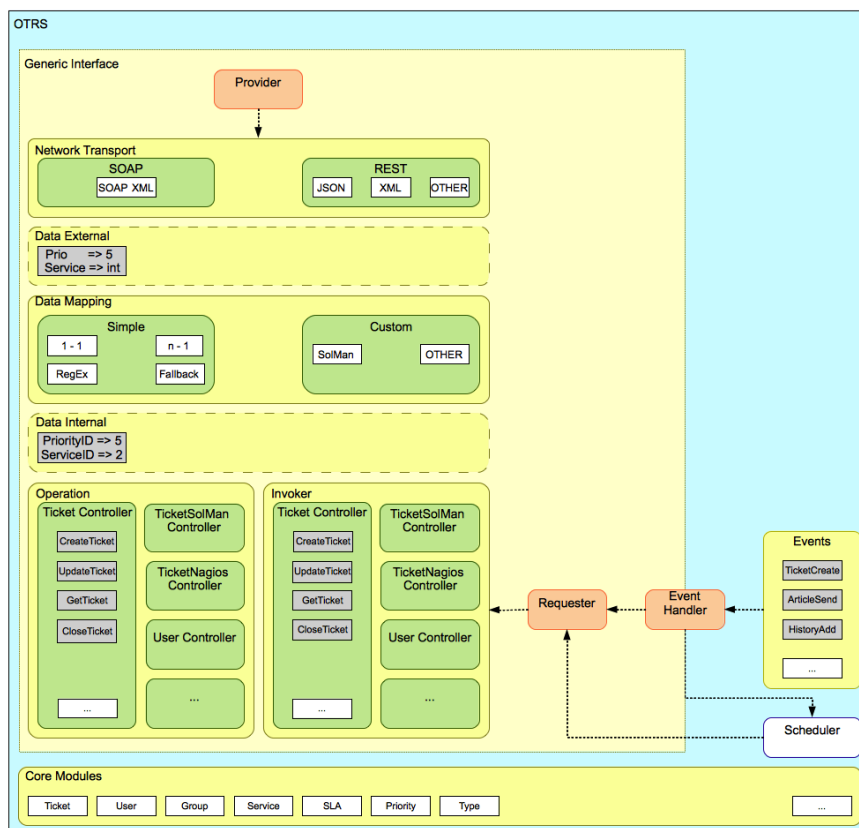 OTRS
Generic Interface
Provider
Network Transport
SOAP
SOAP XML
REST
JSON
XML
OTHER
Data External
Prio => 5
Service => int
Data Mapping
Simple
1 - 1
n - 1
RegEx
Fallback
Custom
SolMan
OTHER
Data Internal
PriorityID => 5
ServiceID => 2
Operation
Ticket Controller
CreateTicket
UpdateTicket
GetTicket
CloseTicket
...
TicketSolMan
Controller
TicketNagios
Controller
User Controller
...
Invoker
Ticket Controller
CreateTicket
UpdateTicket
GetTicket
CloseTicket
...
TicketSolMan
Controller
TicketNagios
Controller
User Controller
...
Requester
Event
Handler
Events
TicketCreate
ArticleSend
HistoryAdd
...
Scheduler
Core Modules
Ticket
User
Group
Service
SLA
Priority
Type
...